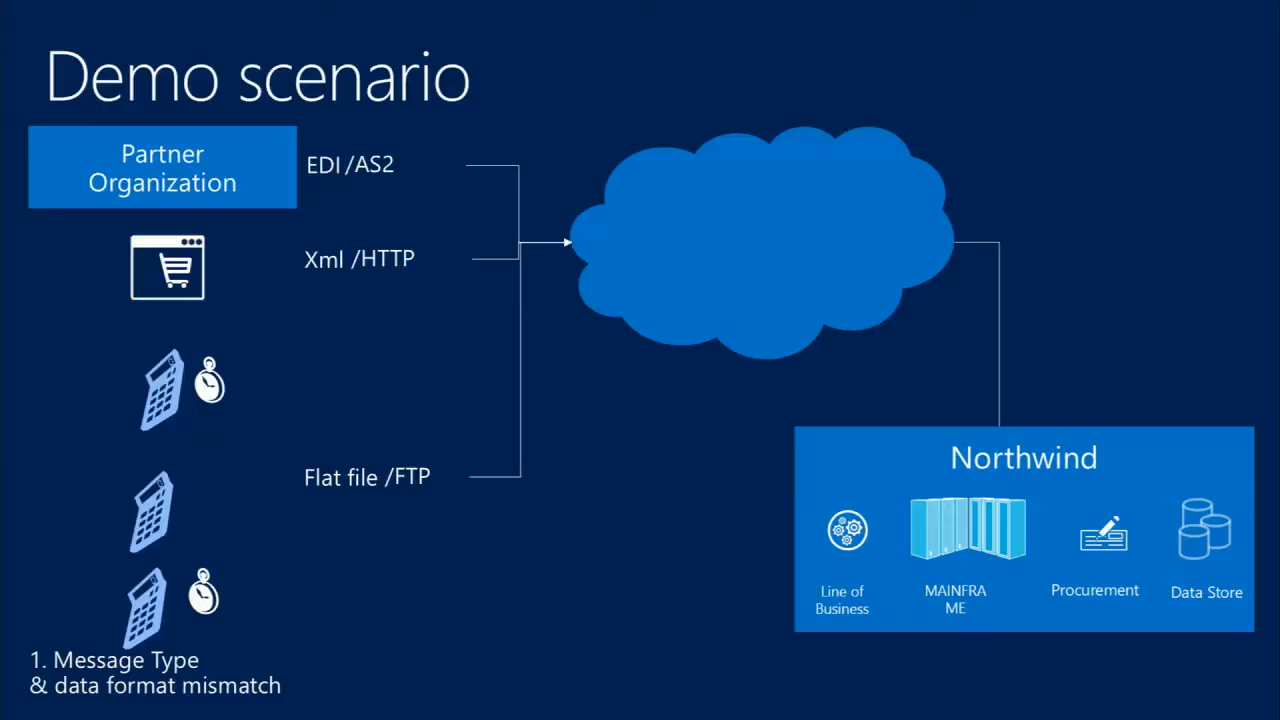 Demo scenario
Partner
Organization
EDI /AS2
Xml /HTTP
Flat file /FTP
Northwind
Line of
Business
MAINFRA
ME
Procurement
Data Store
1. Message Type
& data format mismatch